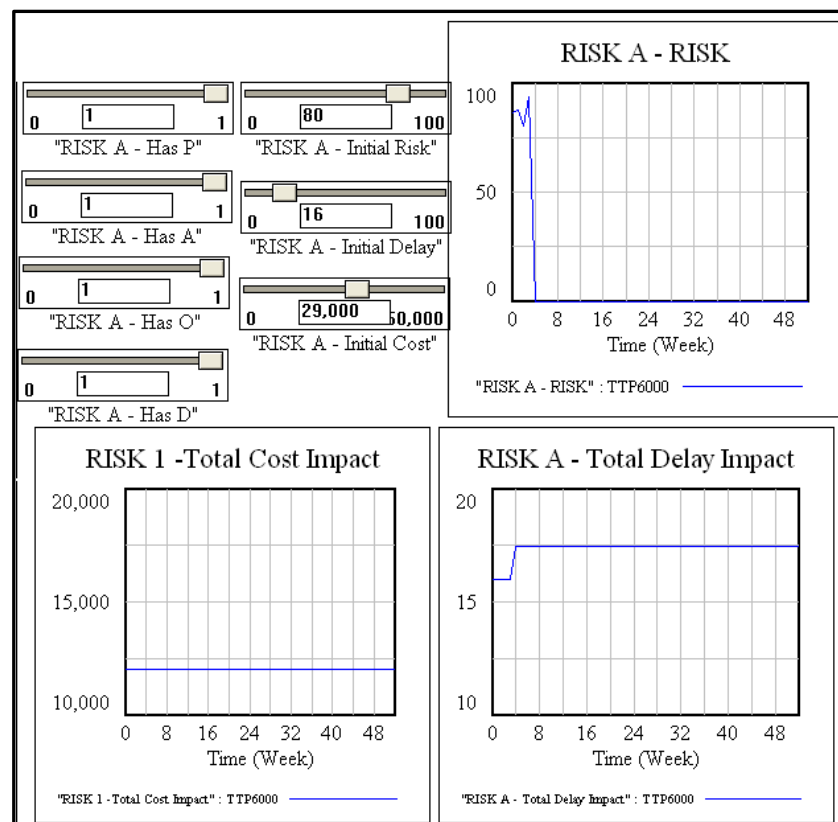 1
0
1
"RISK A - Has P"
1
0
1
"RISK A - Has A"
1
0
1
"RISK A - Has O"
1
0
1
"RISK A - Has D"
80
0
100
"RISK A - Initial Risk"
16
0
100
"RISK A - Initial Delay"
29,000
0
50,000
"RISK A - Initial Cost"
RISK A - RISK
100
50
0
0 8 16 24 32 40 48
Time (Week)
"RISK A - RISK" : TTP6000
RISK 1 -Total Cost Impact
20,000
15,000
10,000
0 8 16 24 32 40 48
Time (Week)
"RISK 1 -Total Cost Impact" : TTP6000
RISK A - Total Delay Impact
20
15
10
0 8 16 24 32 40 48
Time (Week)
"RISK A - Total Delay Impact" : TTP6000